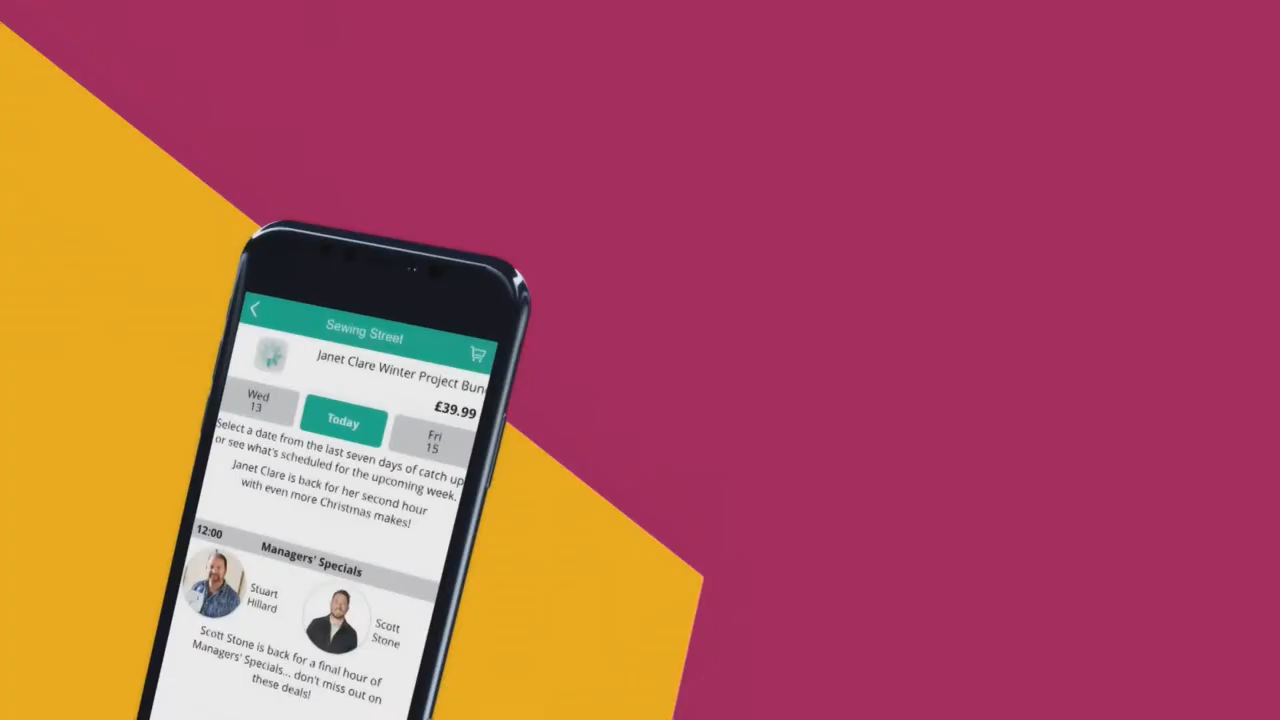 Sewing Street
Janet Clare Winter Project Bun
£39.99
Wed
13
Today
Fri
15
Select a date from the last seven days of catch up
or see what's scheduled for the upcoming week.
Janet Clare is back for her second hour
with even more Christmas makes!
12:00
Managers' Specials
Stuart
Hillard
Scott
Stone
Scott Stone is back for a final hour of
Managers' Specials... don't miss out on
these deals!